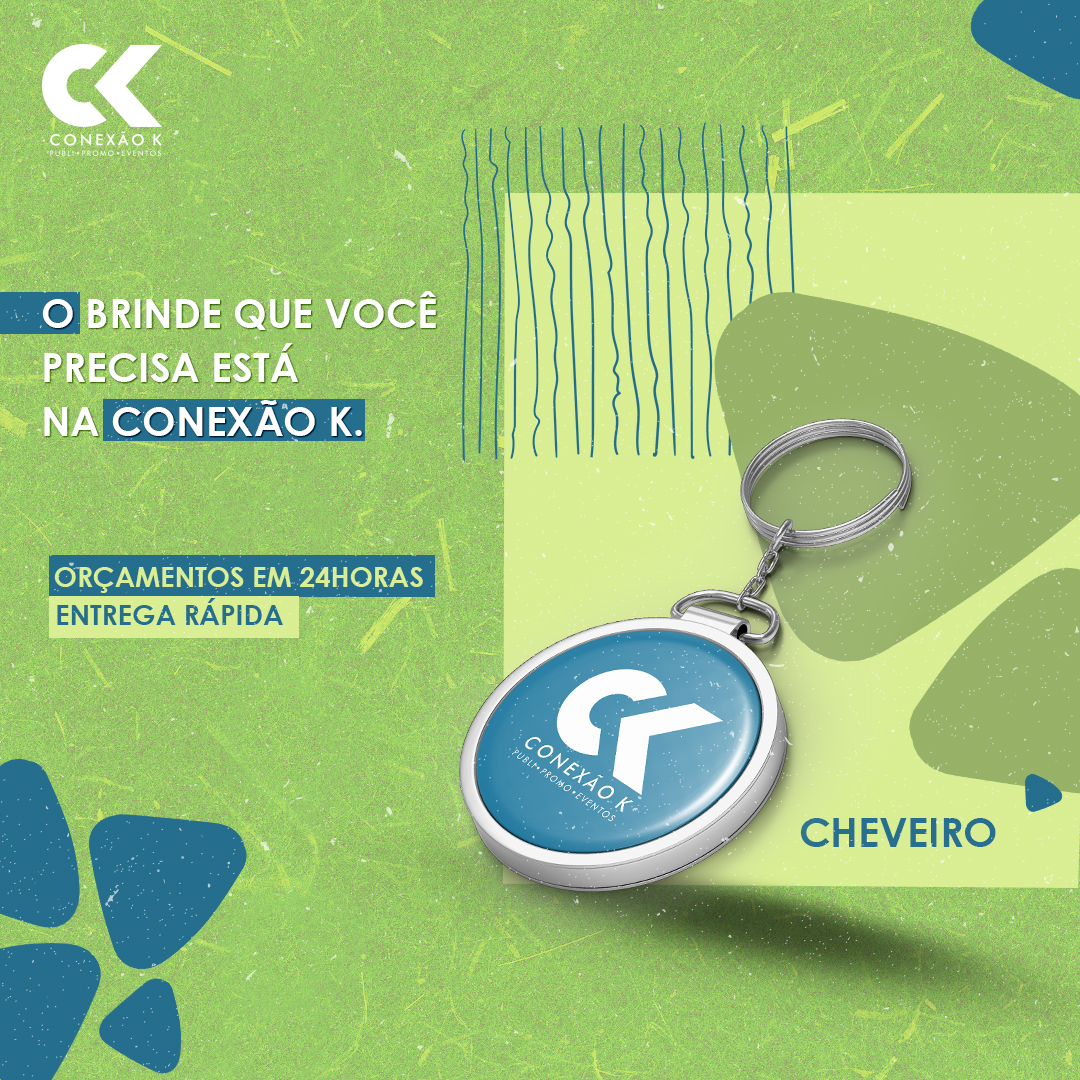 CK
CONEXÃO K
PUBLI•PROMO•EVENTOS
O BRINDE QUE VOCÊ
PRECISA ESTÁ
NA CONEXÃO K.
ORÇAMENTOS EM 24HORAS
ENTREGA RÁPIDA
CK
CONEXÃO K
PUBLI•PROMO•EVENTOS
CHEVEIRO